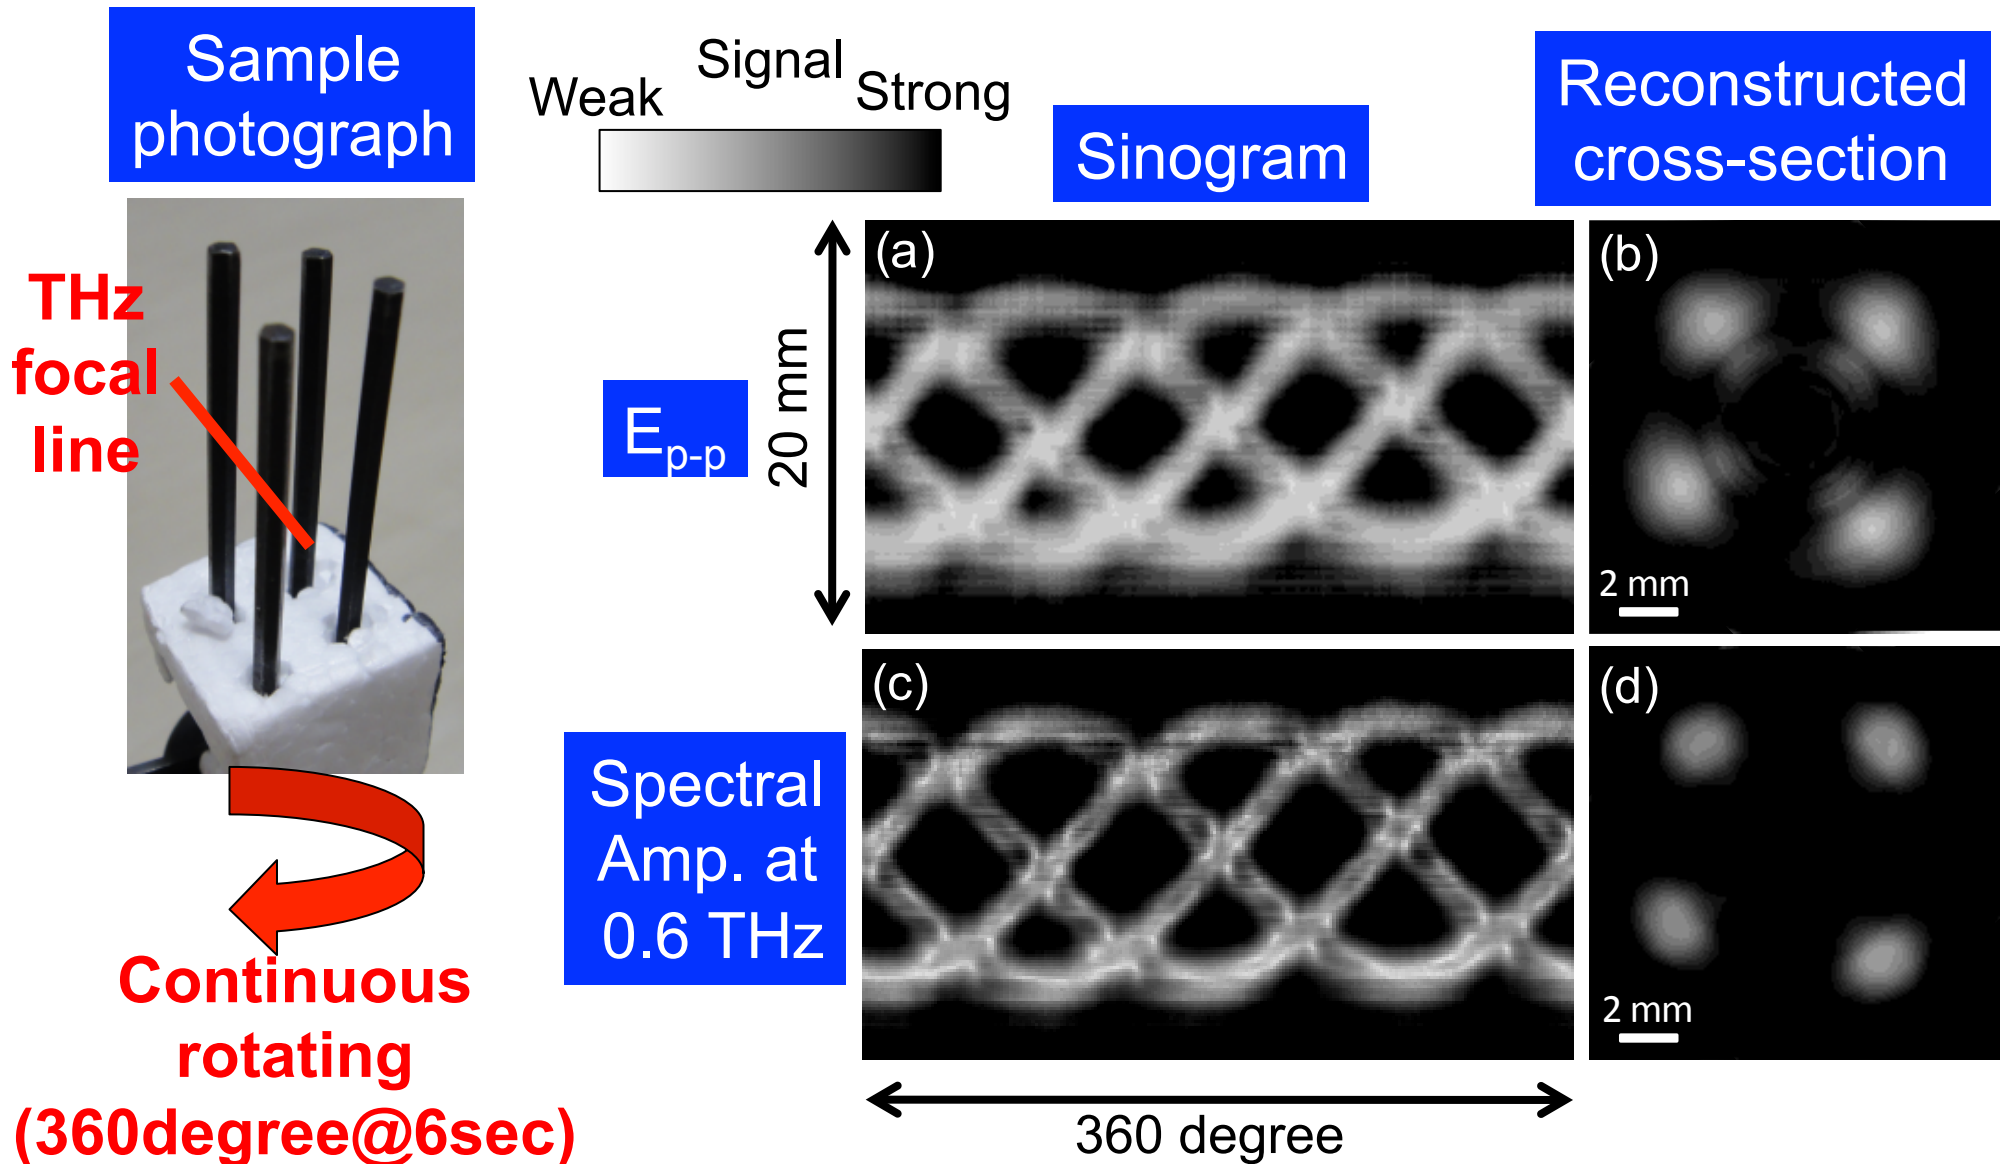 Sample
photograph
Signal
Weak
Strong
Sinogram
Reconstructed
cross-section
THz
focal
line
E_p-p
20 mm
(a)
(b)
2 mm
Spectral
Amp. at
0.6 THz
(c)
(d)
2 mm
Continuous
rotating
(360degree@6sec)
360 degree